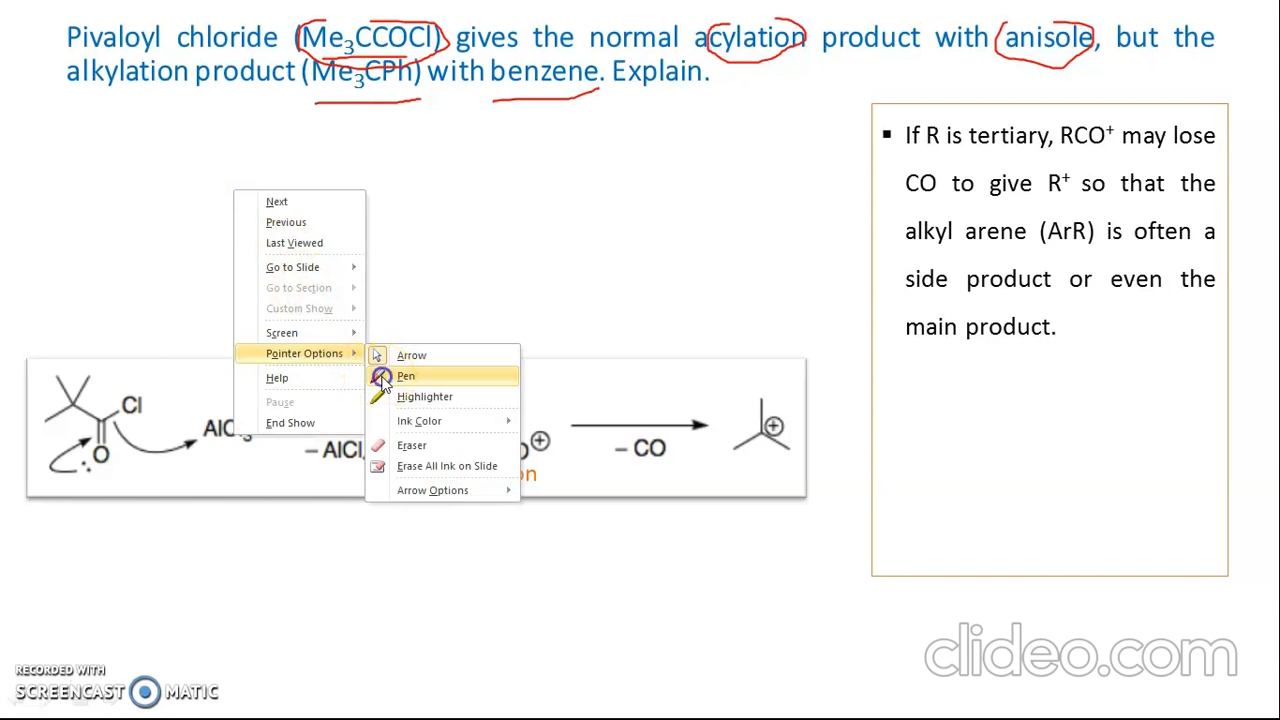 Pivaloyl chloride (Me₃CCOCl) gives the normal acylation product with anisole, but the
alkylation product (Me₃CPh) with benzene. Explain.
▪ If R is tertiary, RCO⁺ may lose
CO to give R⁺ so that the
alkyl arene (ArR) is often a
side product or even the
main product.
Next
Previous
Last Viewed
Go to Slide
Go to Section
Custom Show
Screen
Pointer Options
Help
Pause
End Show
Arrow
Pen
Highlighter
Ink Color
Eraser
Erase All Ink on Slide
Arrow Options
Cl
O
AlCl₃
– AlCl
O⊕
on
– CO
⊕
RECORDED WITH
SCREENCAST MATIC
clideo.com